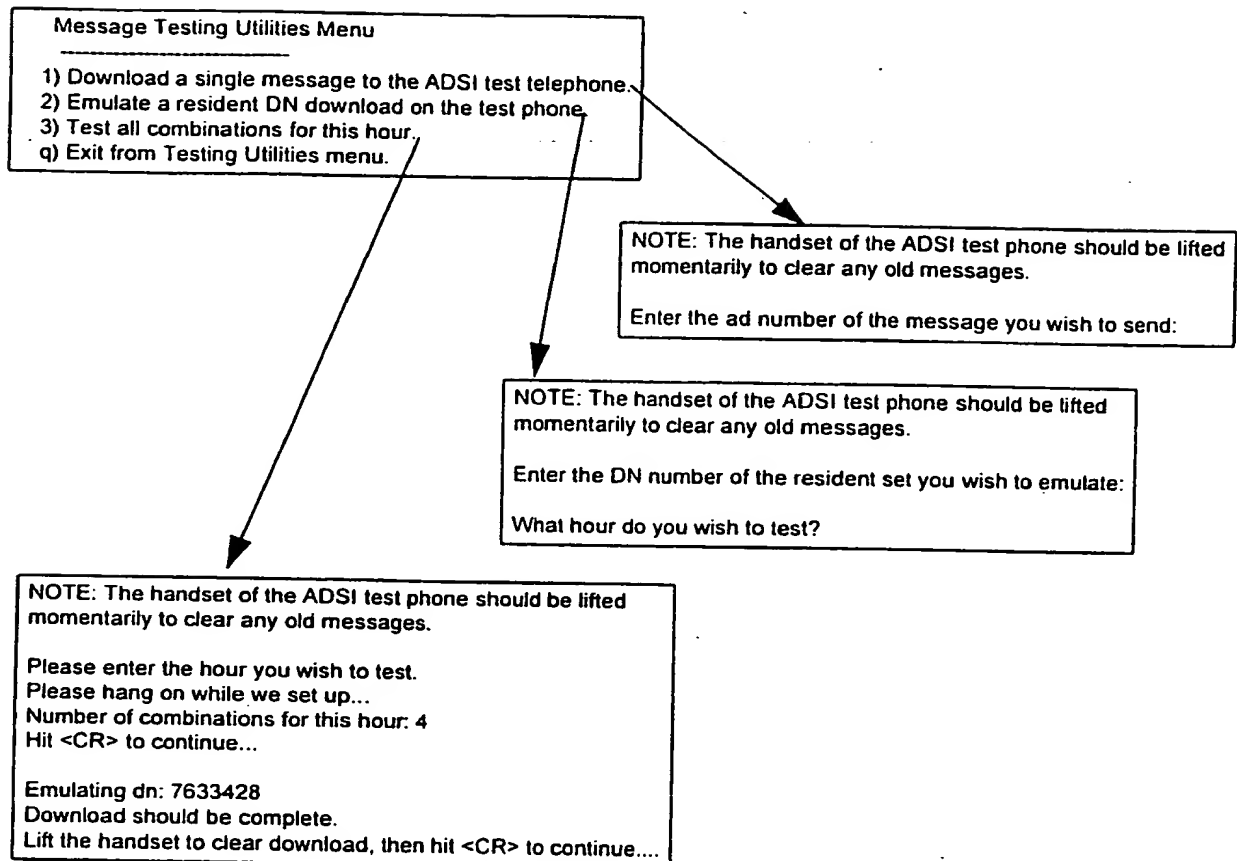 Message Testing Utilities Menu
--------------------------------
1) Download a single message to the ADSI test telephone.
2) Emulate a resident DN download on the test phone.
3) Test all combinations for this hour.
q) Exit from Testing Utilities menu.
NOTE: The handset of the ADSI test phone should be lifted
momentarily to clear any old messages.
Enter the ad number of the message you wish to send:
NOTE: The handset of the ADSI test phone should be lifted
momentarily to clear any old messages.
Enter the DN number of the resident set you wish to emulate:
What hour do you wish to test?
NOTE: The handset of the ADSI test phone should be lifted
momentarily to clear any old messages.
Please enter the hour you wish to test.
Please hang on while we set up...
Number of combinations for this hour: 4
Hit <CR> to continue...
Emulating dn: 7633428
Download should be complete.
Lift the handset to clear download, then hit <CR> to continue....